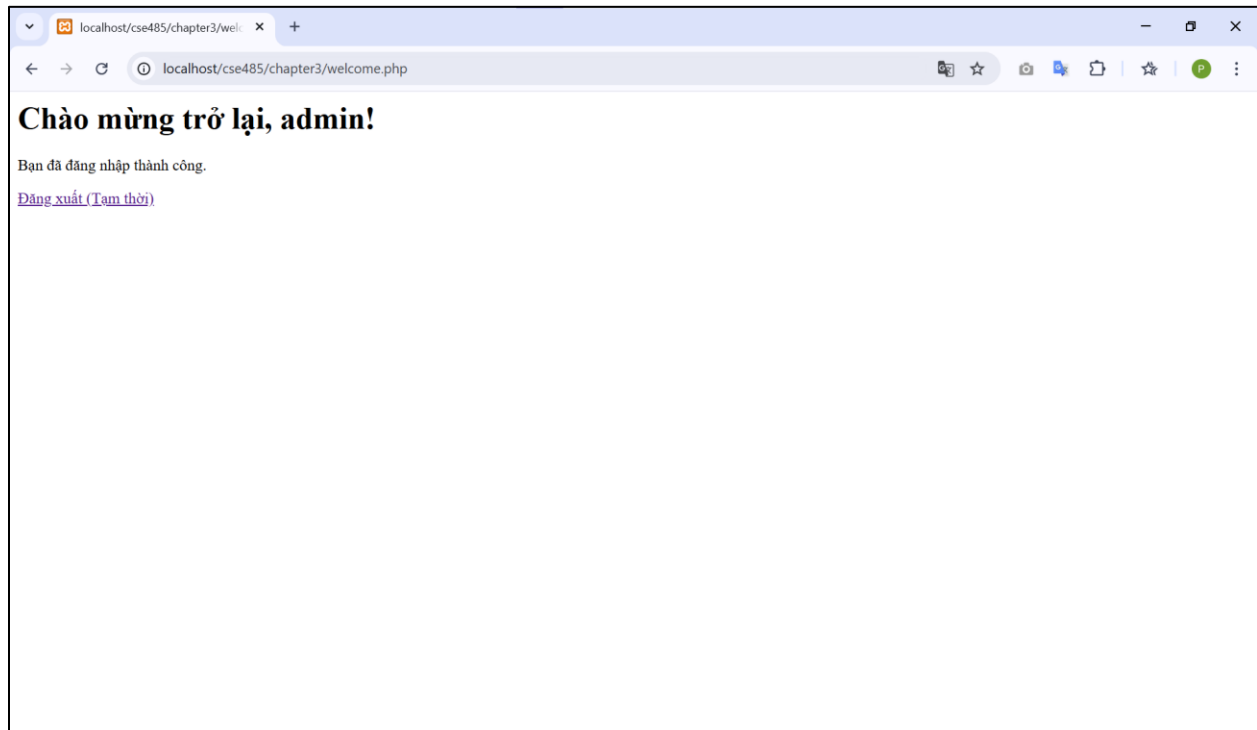 localhost/cse485/chapter3/welc
localhost/cse485/chapter3/welcome.php
P
Chào mừng trở lại, admin!
Bạn đã đăng nhập thành công.
Đăng xuất (Tạm thời)